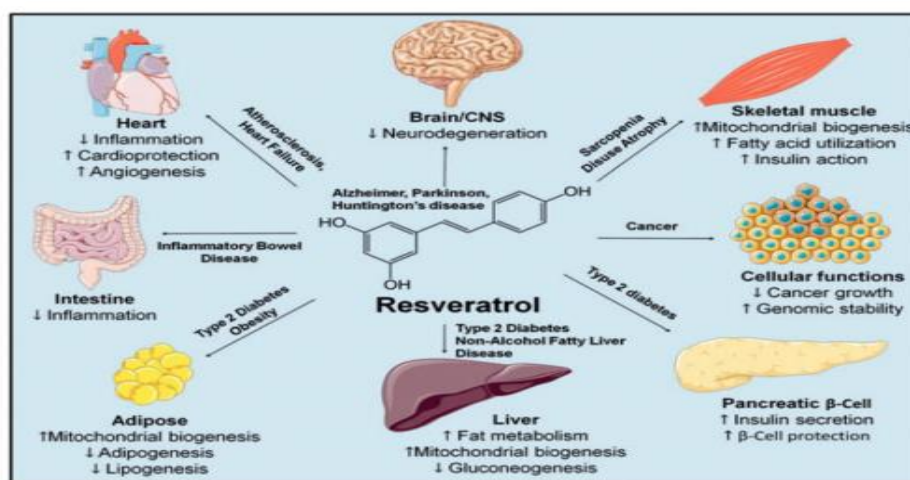 Heart
↓ Inflammation
↑ Cardioprotection
↑ Angiogenesis
Atherosclerosis,
Heart Failure
Brain/CNS
↓ Neurodegeneration
Alzheimer, Parkinson,
Huntington's disease
Sarcopenia
Disuse Atrophy
Skeletal muscle
↑Mitochondrial biogenesis
↑ Fatty acid utilization
↑ Insulin action
OH
HO
OH
Inflammatory Bowel
Disease
Intestine
↓ Inflammation
Cancer
Cellular functions
↓ Cancer growth
↑ Genomic stability
Resveratrol
Type 2 Diabetes
Obesity
Adipose
↑Mitochondrial biogenesis
↓ Adipogenesis
↓ Lipogenesis
Type 2 Diabetes
Non-Alcohol Fatty Liver
Disease
Liver
↑ Fat metabolism
↑Mitochondrial biogenesis
↓ Gluconeogenesis
Type 2 diabetes
Pancreatic β-Cell
↑ Insulin secretion
↑ β-Cell protection